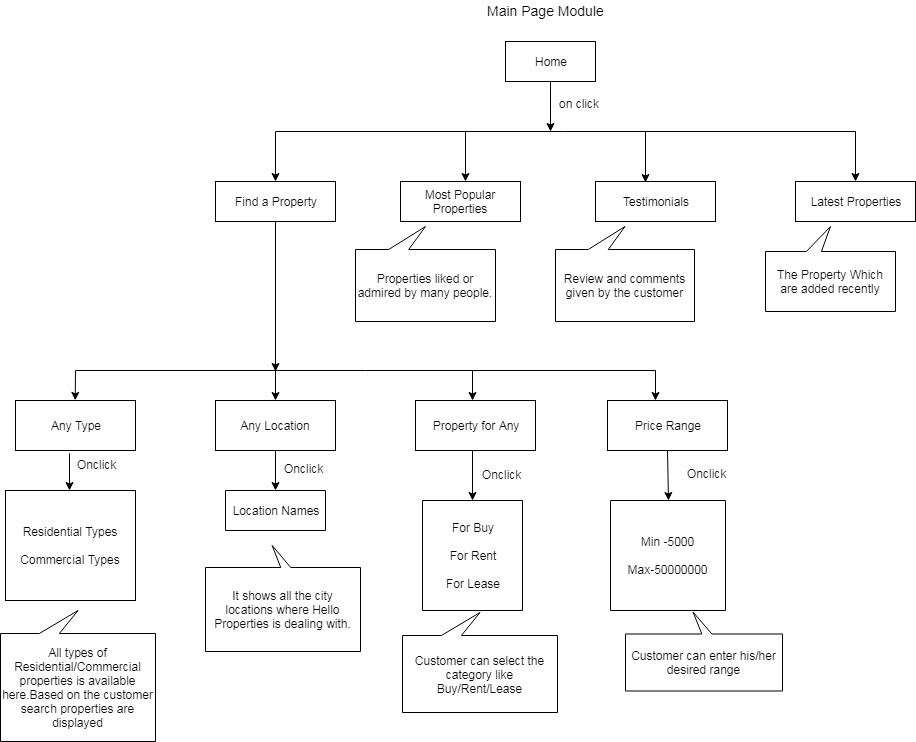 Main Page Module
Home
on click
Find a Property
Most Popular
Properties
Testimonials
Latest Properties
Properties liked or
admired by many people.
Review and comments
given by the customer
The Property Which
are added recently
Any Type
Any Location
Property for Any
Price Range
Onclick
Onclick
Onclick
Onclick
Residential Types
Commercial Types
Location Names
For Buy
For Rent
For Lease
Min -5000
Max-50000000
All types of
Residential/Commercial
properties is available
here.Based on the customer
search properties are
displayed
It shows all the city
locations where Hello
Properties is dealing with.
Customer can select the
category like
Buy/Rent/Lease
Customer can enter his/her
desired range